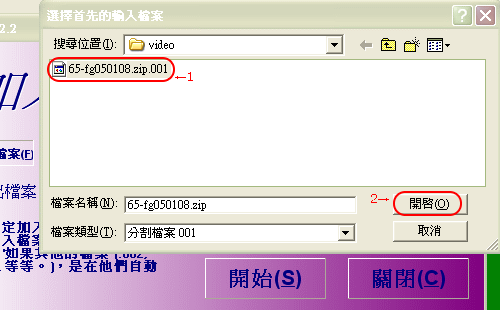 選擇首先的輸入檔案
2.2
搜尋位置(I): video
65-fg050108.zip.001
←1
加入
檔案(F)
檔案
檔案名稱(N): 65-fg050108.zip
2→
開啓(O)
定加入
入檔案
檔案類型(T): 分割檔案 001
取消
如果其他的檔案 (.002,
等等。), 是在他們自動
開始(S)
關閉(C)